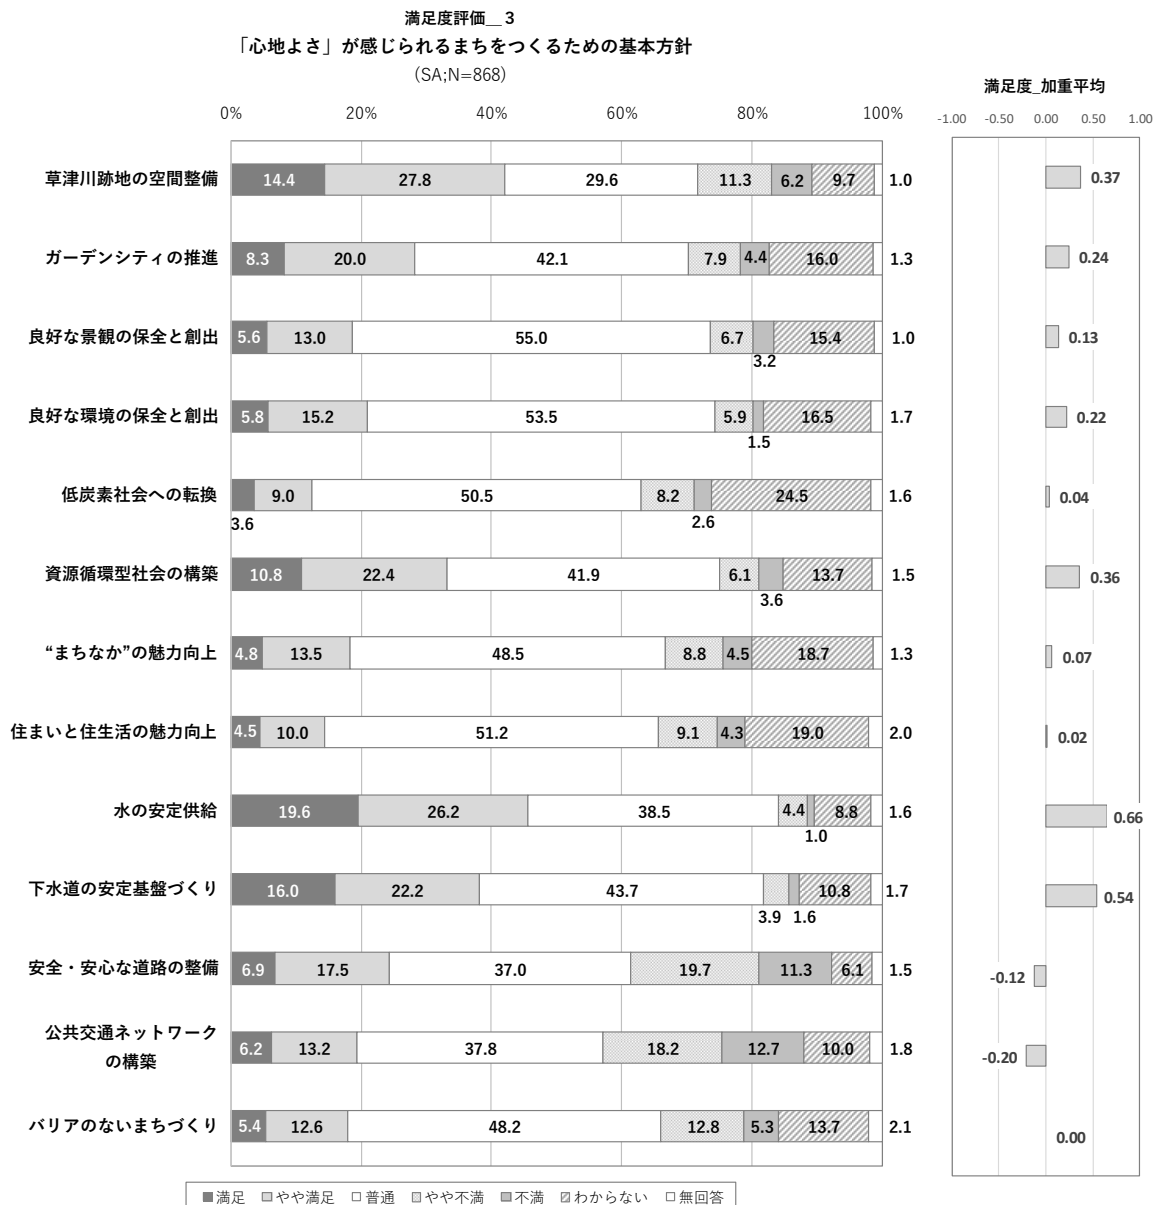 満足度評価__３
「心地よさ」が感じられるまちをつくるための基本方針
（SA;N=868）
満足度_加重平均
0% 20% 40% 60% 80% 100%
-1.00 -0.50 0.00 0.50 1.00
草津川跡地の空間整備 14.4 27.8 29.6 11.3 6.2 9.7 1.0 0.37
ガーデンシティの推進 8.3 20.0 42.1 7.9 4.4 16.0 1.3 0.24
良好な景観の保全と創出 5.6 13.0 55.0 6.7 15.4 1.0 0.13
3.2
良好な環境の保全と創出 5.8 15.2 53.5 5.9 16.5 1.7 0.22
1.5
低炭素社会への転換 9.0 50.5 8.2 24.5 1.6 0.04
3.6 2.6
資源循環型社会の構築 10.8 22.4 41.9 6.1 13.7 1.5 0.36
3.6
“まちなか”の魅力向上 4.8 13.5 48.5 8.8 4.5 18.7 1.3 0.07
住まいと住生活の魅力向上 4.5 10.0 51.2 9.1 4.3 19.0 2.0 0.02
水の安定供給 19.6 26.2 38.5 4.4 8.8 1.6 0.66
1.0
下水道の安定基盤づくり 16.0 22.2 43.7 10.8 1.7 0.54
3.9 1.6
安全・安心な道路の整備 6.9 17.5 37.0 19.7 11.3 6.1 1.5 -0.12
公共交通ネットワーク
の構築 6.2 13.2 37.8 18.2 12.7 10.0 1.8 -0.20
バリアのないまちづくり 5.4 12.6 48.2 12.8 5.3 13.7 2.1 0.00
満足 やや満足 普通 やや不満 不満 わからない 無回答